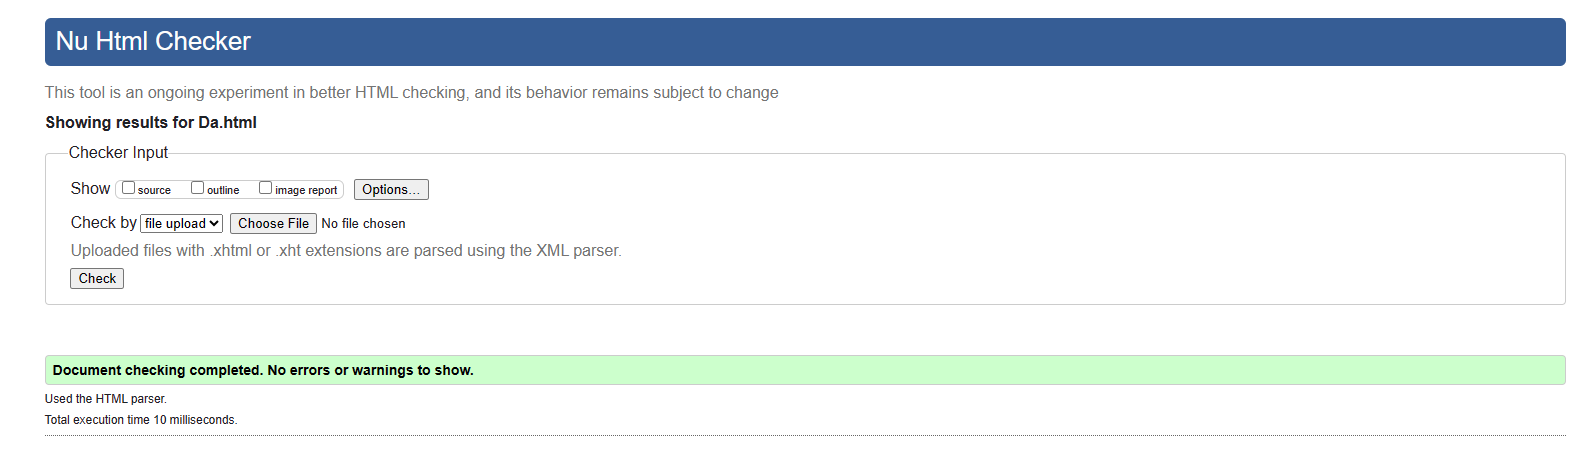 Nu Html Checker
This tool is an ongoing experiment in better HTML checking, and its behavior remains subject to change
Showing results for Da.html
Checker Input
Show source outline image report Options...
Check by file upload Choose File No file chosen
Uploaded files with .xhtml or .xht extensions are parsed using the XML parser.
Check
Document checking completed. No errors or warnings to show.
Used the HTML parser.
Total execution time 10 milliseconds.